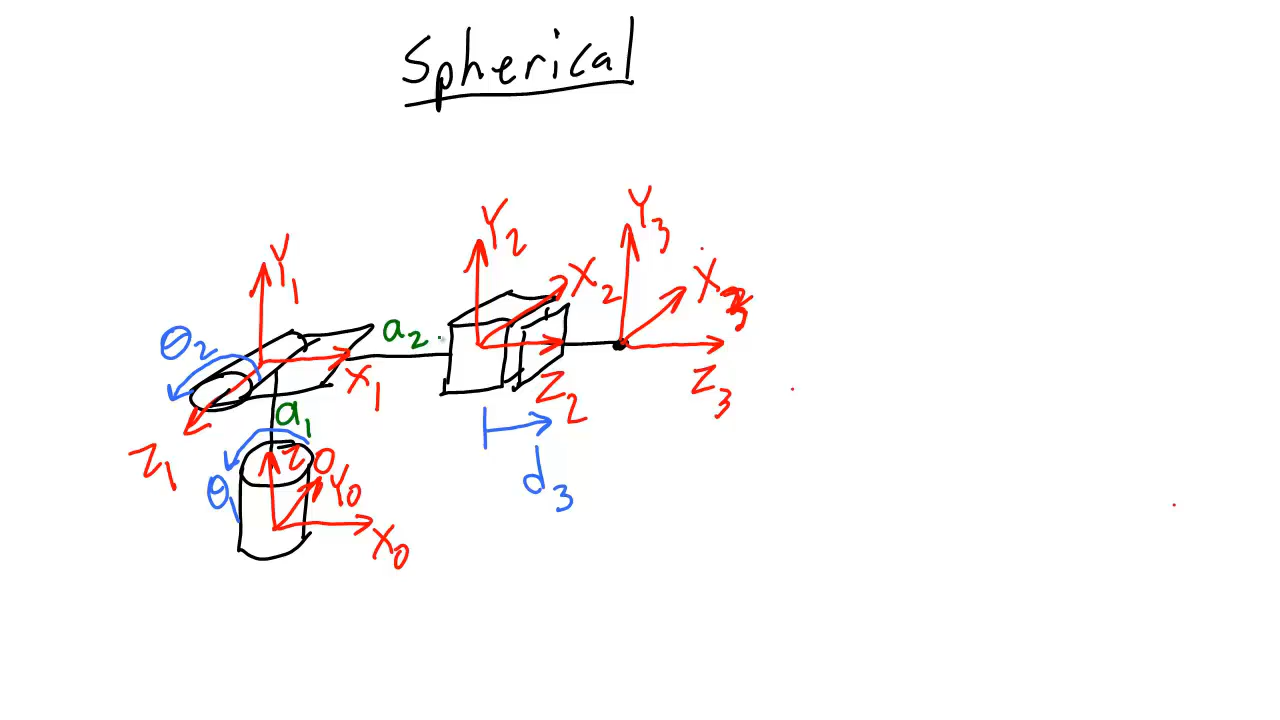 Spherical
Y3
Y2
Y1
X2
X3
θ2
a2
X1
Z2
Z3
a1
Z1
Z0
θ1
Y0
d3
X0